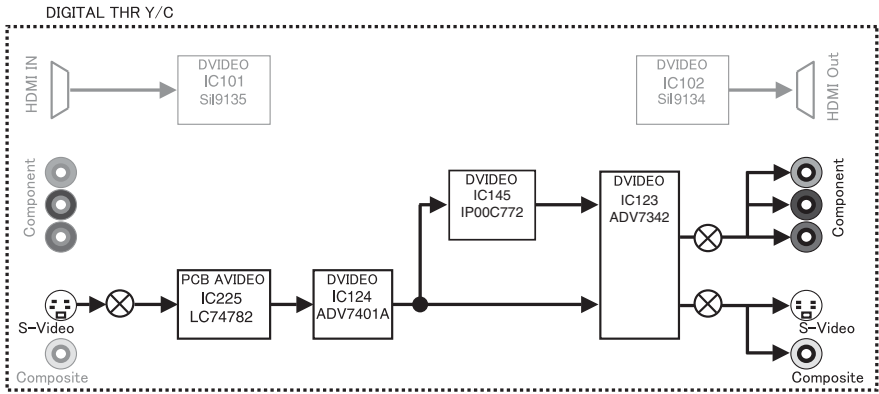 DIGITAL THR Y/C
HDMI IN
DVIDEO
IC101
SiI9135
DVIDEO
IC102
SiI9134
HDMI Out
Component
DVIDEO
IC145
IP00C772
DVIDEO
IC123
ADV7342
Component
PCB AVIDEO
IC225
LC74782
DVIDEO
IC124
ADV7401A
S-Video
S-Video
Composite
Composite